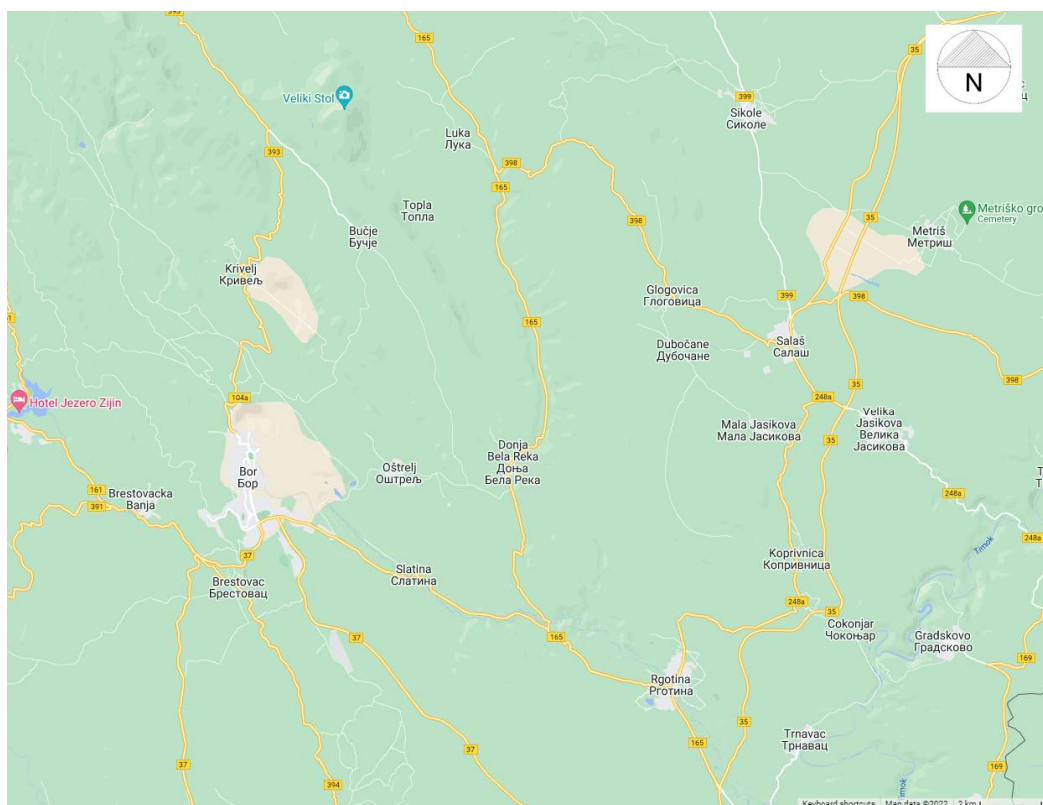 393
165
35
N
Veliki Stol
399
Sikole
Сиколе
Luka
Лука
393
398
165
Topla
Топла
398
35
Metriško gro
Cemetery
Metriš
Метриш
Bučje
Бучје
Krivelj
Кривељ
Glogovica
Глоговица
399
398
165
Dubočane
Дубочане
Salaš
Салаш
398
35
Hotel Jezero Zijin
104a
248a
Velika
Jasikova
Велика
Јасикова
Mala Jasikova
Мала Јасикова
35
Donja
Bela Reka
Доња
Бела Река
Oštrelj
Оштрељ
Bor
Бор
161
Brestovacka
Banja
391
248a
Timok
248a
37
Koprivnica
Копривница
Slatina
Слатина
Brestovac
Брестовац
248a
35
Cokonjar
Чокоњар
Gradskovo
Градсково
37
165
169
Rgotina
Рготина
35
165
Trnavac
Трнавац
37
37
169
394
Timok
Keyboard shortcuts Map data ©2022 2 km